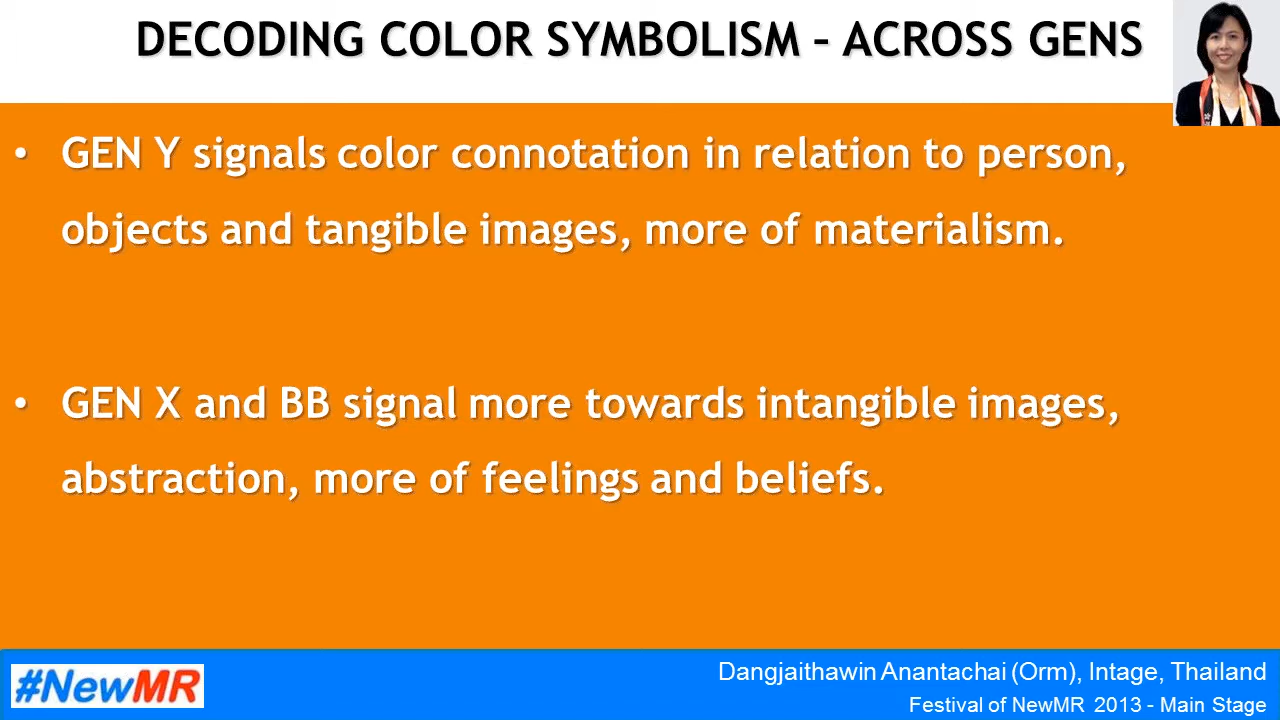 DECODING COLOR SYMBOLISM – ACROSS GENS
• GEN Y signals color connotation in relation to person,
objects and tangible images, more of materialism.
• GEN X and BB signal more towards intangible images,
abstraction, more of feelings and beliefs.
#NewMR
Dangjaithawin Anantachai (Orm), Intage, Thailand
Festival of NewMR 2013 - Main Stage